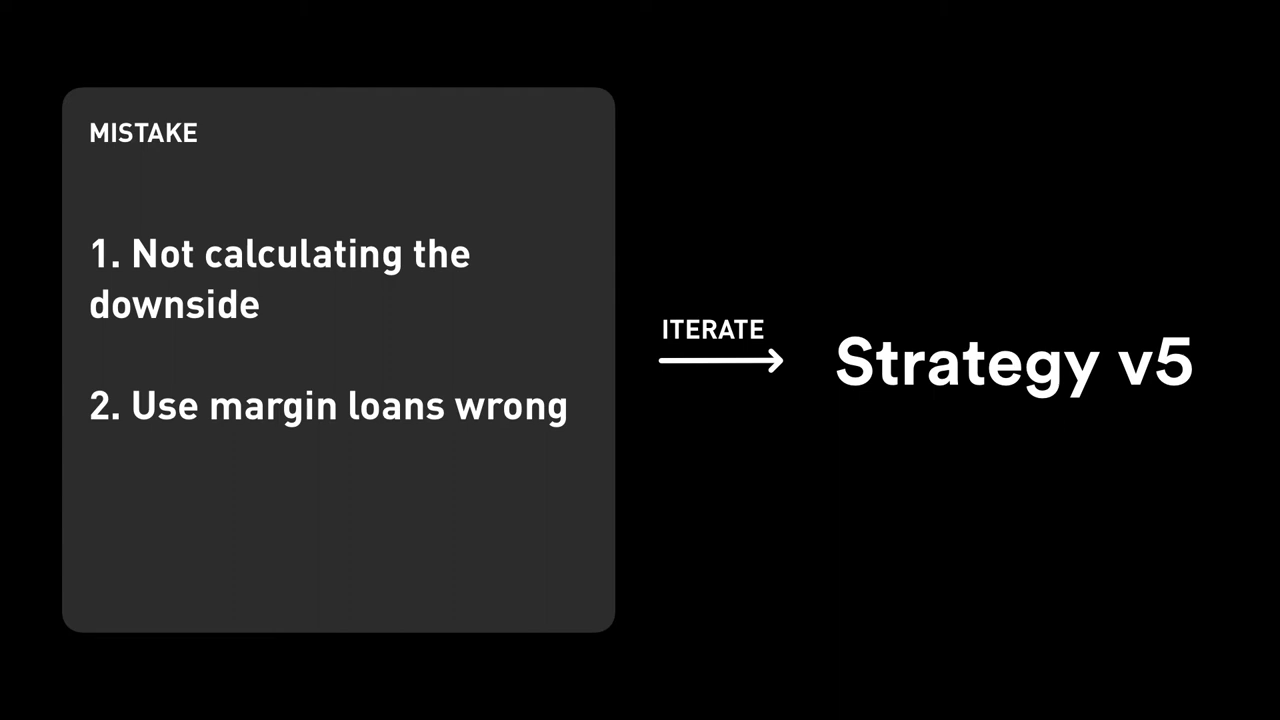 MISTAKE
1. Not calculating the
downside
2. Use margin loans wrong
ITERATE
Strategy v5